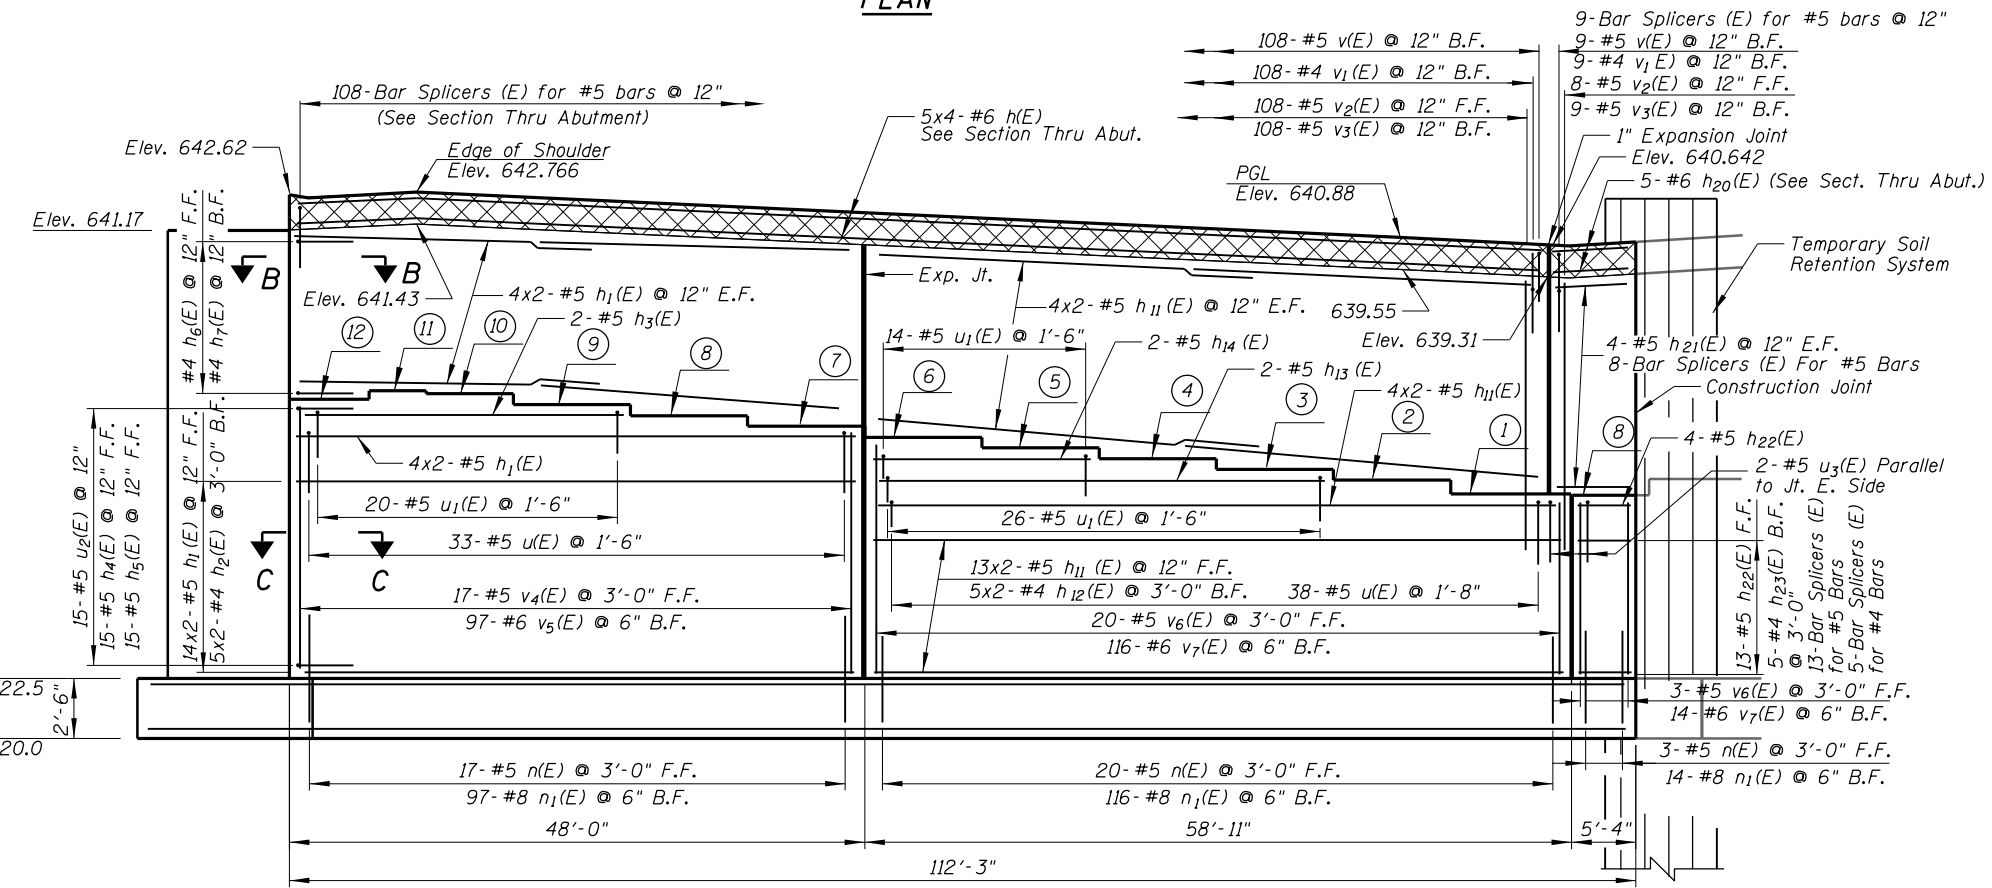 PLAN
9-Bar Splicers (E) for #5 bars @ 12"
108-#5 v(E) @ 12" B.F.
9-#5 v(E) @ 12" B.F.
108-#4 v1(E) @ 12" B.F.
9-#4 v1 E) @ 12" B.F.
8-#5 v2(E) @ 12" F.F.
108-#5 v2(E) @ 12" F.F.
108-#5 v3(E) @ 12" B.F.
9-#5 v3(E) @ 12" B.F.
108-Bar Splicers (E) for #5 bars @ 12"
(See Section Thru Abutment)
5x4-#6 h(E)
See Section Thru Abut.
1" Expansion Joint
Elev. 640.642
5-#6 h20(E) (See Sect. Thru Abut.)
Elev. 642.62
Edge of Shoulder
Elev. 642.766
PGL
Elev. 640.88
Elev. 641.17
#4 h6(E) @ 12" F.F.
#4 h7(E) @ 12" B.F.
B
B
Exp. Jt.
Temporary Soil
Retention System
Elev. 641.43
4x2-#5 h1(E) @ 12" E.F.
2-#5 h3(E)
4x2-#5 h11(E) @ 12" E.F.
639.55
Elev. 639.31
14-#5 u1(E) @ 1'-6"
2-#5 h14(E)
2-#5 h13(E)
4x2-#5 h11(E)
4-#5 h21(E) @ 12" E.F.
8-Bar Splicers (E) For #5 Bars
Construction Joint
12
11
10
9
8
7
6
5
4
3
2
1
8
4-#5 h22(E)
2-#5 u3(E) Parallel
to Jt. E. Side
4x2-#5 h1(E)
20-#5 u1(E) @ 1'-6"
26-#5 u1(E) @ 1'-6"
33-#5 u(E) @ 1'-6"
C
C
15-#5 u2(E) @ 12"
15-#5 h4(E) @ 12" F.F.
15-#5 h5(E) @ 12" F.F.
14x2-#5 h1(E) @ 12" F.F.
5x2-#4 h2(E) @ 3'-0" B.F.
13x2-#5 h11 (E) @ 12" F.F.
5x2-#4 h12(E) @ 3'-0" B.F.
38-#5 u(E) @ 1'-8"
17-#5 v4(E) @ 3'-0" F.F.
97-#6 v5(E) @ 6" B.F.
20-#5 v6(E) @ 3'-0" F.F.
116-#6 v7(E) @ 6" B.F.
13-#5 h22(E) F.F.
5-#4 h23(E) B.F.
@ 3'-0"
13-Bar Splicers (E)
for #5 Bars
5-Bar Splicers (E)
for #4 Bars
3-#5 v6(E) @ 3'-0" F.F.
14-#6 v7(E) @ 6" B.F.
22.5
2'-6"
20.0
17-#5 n(E) @ 3'-0" F.F.
97-#8 n1(E) @ 6" B.F.
20-#5 n(E) @ 3'-0" F.F.
116-#8 n1(E) @ 6" B.F.
3-#5 n(E) @ 3'-0" F.F.
14-#8 n1(E) @ 6" B.F.
48'-0"
58'-11"
5'-4"
112'-3"